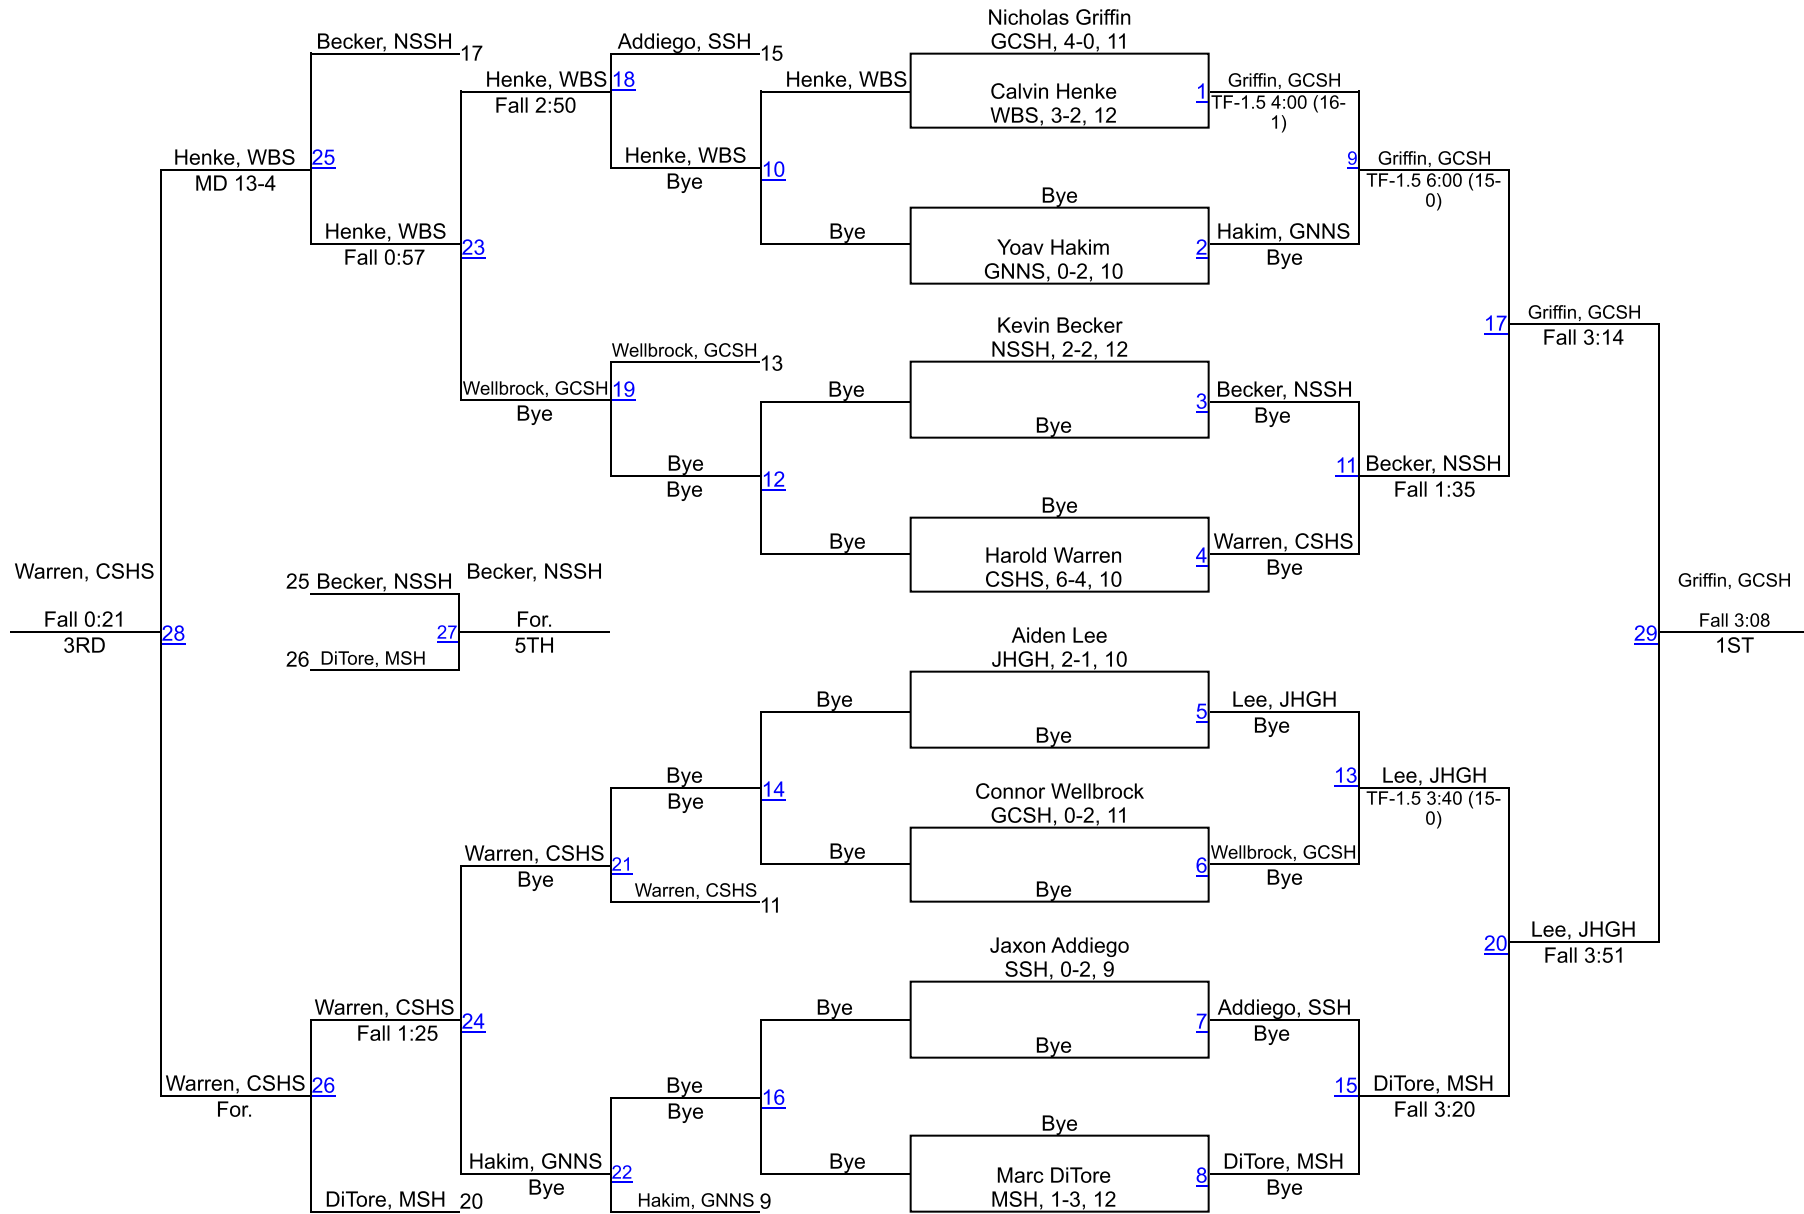 Nicholas Griffin
GCSH, 4-0, 11
Becker, NSSH
17
Addiego, SSH
15
Henke, WBS
18
Fall 2:50
Henke, WBS
Calvin Henke
WBS, 3-2, 12
1
Griffin, GCSH
TF-1.5 4:00 (16-
1)
Henke, WBS
25
MD 13-4
Henke, WBS
Bye
10
9
Griffin, GCSH
TF-1.5 6:00 (15-
0)
Bye
Henke, WBS
Fall 0:57
23
Bye
Yoav Hakim
GNNS, 0-2, 10
2
Hakim, GNNS
Bye
Kevin Becker
NSSH, 2-2, 12
17
Griffin, GCSH
Fall 3:14
Wellbrock, GCSH
13
Wellbrock, GCSH
19
Bye
Bye
3
Becker, NSSH
Bye
Bye
Bye
Bye
12
11
Becker, NSSH
Fall 1:35
Bye
Bye
Harold Warren
CSHS, 6-4, 10
4
Warren, CSHS
Bye
Warren, CSHS
Fall 0:21
3RD
28
25
Becker, NSSH
Becker, NSSH
27
For.
5TH
26
DiTore, MSH
Griffin, GCSH
29
Fall 3:08
1ST
Aiden Lee
JHGH, 2-1, 10
Bye
5
Lee, JHGH
Bye
Bye
Bye
Bye
14
Connor Wellbrock
GCSH, 0-2, 11
13
Lee, JHGH
TF-1.5 3:40 (15-
0)
Warren, CSHS
21
Bye
Bye
6
Wellbrock, GCSH
Bye
Bye
Warren, CSHS
11
Jaxon Addiego
SSH, 0-2, 9
20
Lee, JHGH
Fall 3:51
Warren, CSHS
Fall 1:25
24
Bye
7
Addiego, SSH
Bye
Bye
Warren, CSHS
For.
26
Bye
Bye
16
15
DiTore, MSH
Fall 3:20
Bye
Hakim, GNNS
Bye
22
Bye
Marc DiTore
MSH, 1-3, 12
8
DiTore, MSH
Bye
DiTore, MSH
20
Hakim, GNNS
9